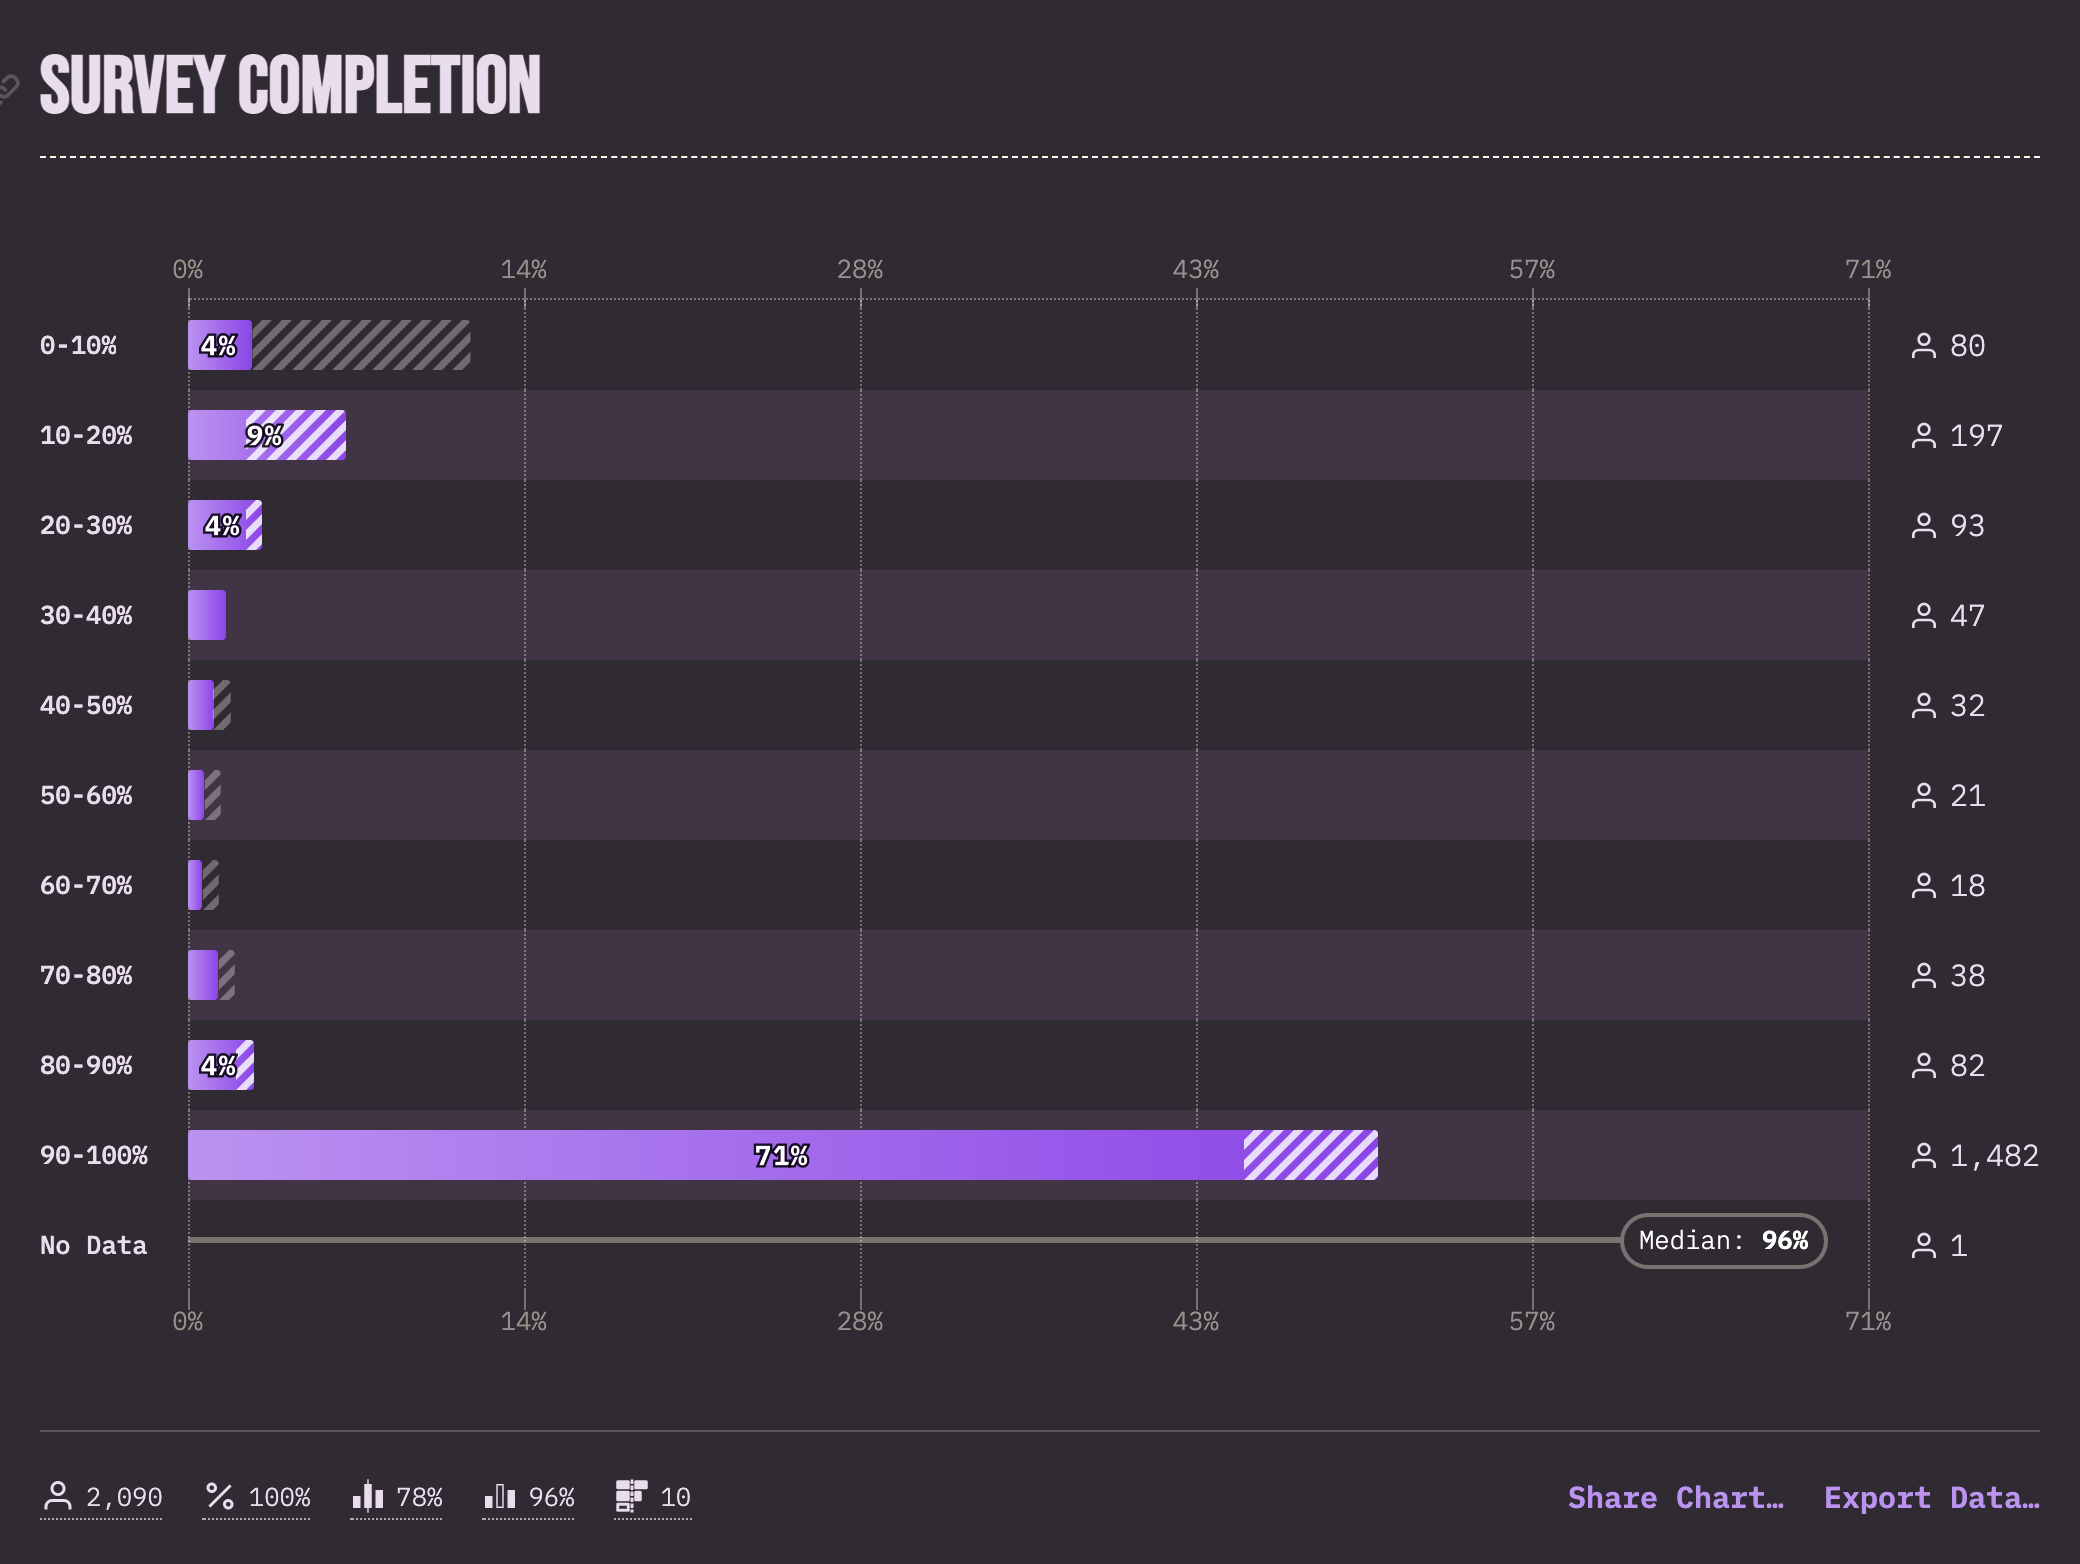 SURVEY COMPLETION
0% 14% 28% 43% 57% 71%
0-10% 4% 80
10-20% 9% 197
20-30% 4% 93
30-40% 47
40-50% 32
50-60% 21
60-70% 18
70-80% 38
80-90% 4% 82
90-100% 71% 1,482
No Data Median: 96% 1
0% 14% 28% 43% 57% 71%
2,090 100% 78% 96% 10 Share Chart… Export Data…